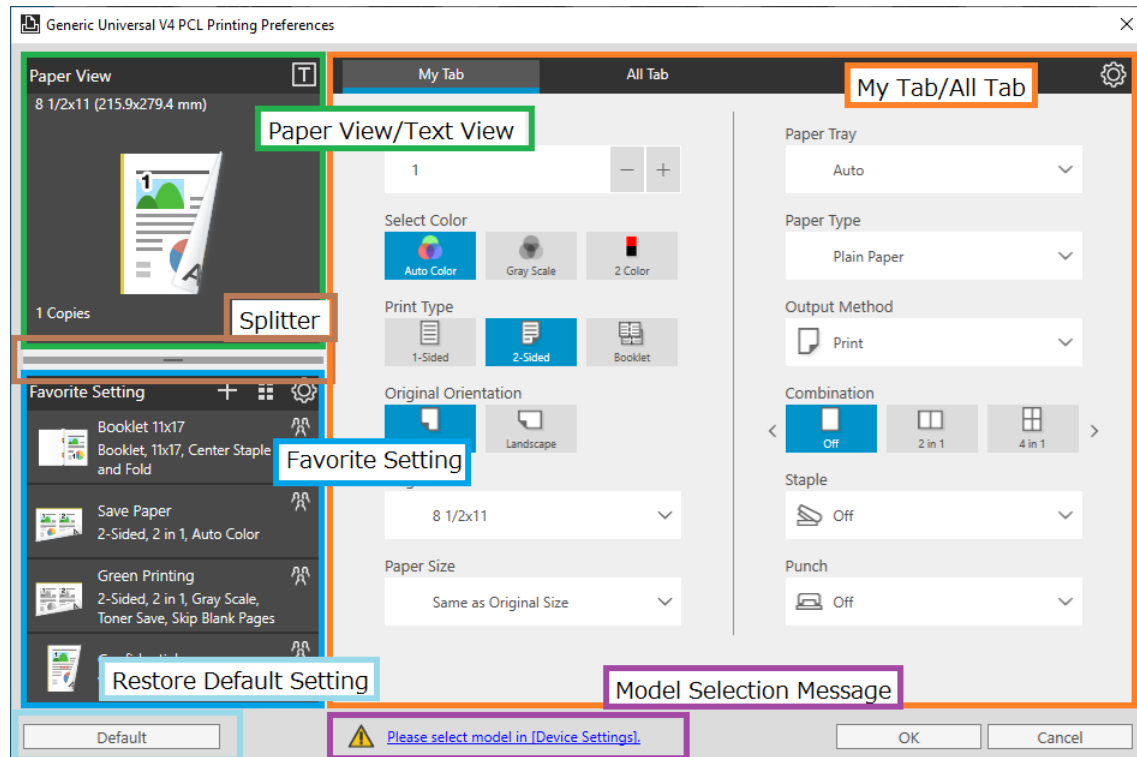 Generic Universal V4 PCL Printing Preferences
Paper View
T
8 1/2x11 (215.9x279.4 mm)
1
A
1 Copies
Paper View/Text View
Splitter
Favorite Setting
Booklet 11x17
Booklet, 11x17, Center Staple
and Fold
Save Paper
2-Sided, 2 in 1, Auto Color
Green Printing
2-Sided, 2 in 1, Gray Scale,
Toner Save, Skip Blank Pages
Favorite Setting
Restore Default Setting
Default
My Tab
All Tab
My Tab/All Tab
1
Select Color
Auto Color
Gray Scale
2 Color
Print Type
1-Sided
2-Sided
Booklet
Original Orientation
Landscape
8 1/2x11
Paper Size
Same as Original Size
Paper Tray
Auto
Paper Type
Plain Paper
Output Method
Print
Combination
Off
2 in 1
4 in 1
Staple
Off
Punch
Off
Model Selection Message
Please select model in [Device Settings].
OK
Cancel